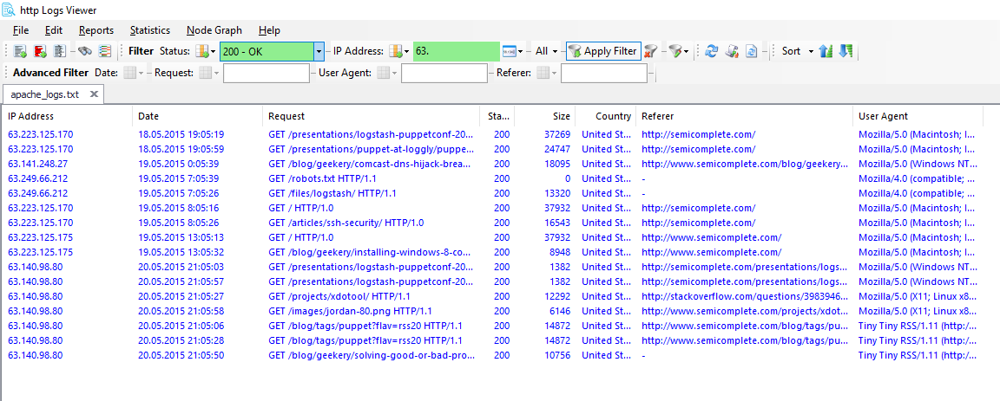 http Logs Viewer
File Edit Reports Statistics Node Graph Help
Filter Status: 200 - OK IP Address: 63. All Apply Filter Sort
Advanced Filter Date: Request: User Agent: Referer:
apache_logs.txt
IP Address Date Request Sta... Size Country Referer User Agent
63.223.125.170 18.05.2015 19:05:19 GET /presentations/logstash-puppetconf-20... 200 37269 United St... http://semicomplete.com/ Mozilla/5.0 (Macintosh; I...
63.223.125.170 18.05.2015 19:05:59 GET /presentations/puppet-at-loggly/puppe... 200 24747 United St... http://semicomplete.com/ Mozilla/5.0 (Macintosh; I...
63.141.248.27 19.05.2015 0:05:39 GET /blog/geekery/comcast-dns-hijack-brea... 200 18095 United St... http://www.semicomplete.com/blog/geekery... Mozilla/5.0 (Windows NT...
63.249.66.212 19.05.2015 7:05:39 GET /robots.txt HTTP/1.1 200 0 United St... - Mozilla/4.0 (compatible; ...
63.249.66.212 19.05.2015 7:05:26 GET /files/logstash/ HTTP/1.1 200 13320 United St... - Mozilla/4.0 (compatible; ...
63.223.125.170 19.05.2015 8:05:16 GET / HTTP/1.0 200 37932 United St... http://semicomplete.com/ Mozilla/5.0 (Macintosh; I...
63.223.125.170 19.05.2015 8:05:26 GET /articles/ssh-security/ HTTP/1.0 200 16543 United St... http://semicomplete.com/ Mozilla/5.0 (Macintosh; I...
63.223.125.175 19.05.2015 13:05:13 GET / HTTP/1.0 200 37932 United St... http://www.semicomplete.com/ Mozilla/5.0 (Macintosh; I...
63.223.125.175 19.05.2015 13:05:32 GET /blog/geekery/installing-windows-8-co... 200 8948 United St... http://www.semicomplete.com/ Mozilla/5.0 (Macintosh; I...
63.140.98.80 20.05.2015 21:05:03 GET /presentations/logstash-puppetconf-20... 200 1382 United St... http://semicomplete.com/presentations/logs... Mozilla/5.0 (Windows NT...
63.140.98.80 20.05.2015 21:05:57 GET /presentations/logstash-puppetconf-20... 200 1382 United St... http://semicomplete.com/presentations/logs... Mozilla/5.0 (Windows NT...
63.140.98.80 20.05.2015 21:05:27 GET /projects/xdotool/ HTTP/1.1 200 12292 United St... http://stackoverflow.com/questions/3983946... Mozilla/5.0 (X11; Linux x8...
63.140.98.80 20.05.2015 21:05:58 GET /images/jordan-80.png HTTP/1.1 200 6146 United St... http://www.semicomplete.com/projects/xdot... Mozilla/5.0 (X11; Linux x8...
63.140.98.80 20.05.2015 21:05:06 GET /blog/tags/puppet?flav=rss20 HTTP/1.1 200 14872 United St... http://www.semicomplete.com/blog/tags/pu... Tiny Tiny RSS/1.11 (http:/...
63.140.98.80 20.05.2015 21:05:28 GET /blog/tags/puppet?flav=rss20 HTTP/1.1 200 14872 United St... http://www.semicomplete.com/blog/tags/pu... Tiny Tiny RSS/1.11 (http:/...
63.140.98.80 20.05.2015 21:05:50 GET /blog/geekery/solving-good-or-bad-pro... 200 10756 United St... - Tiny Tiny RSS/1.11 (http:/...